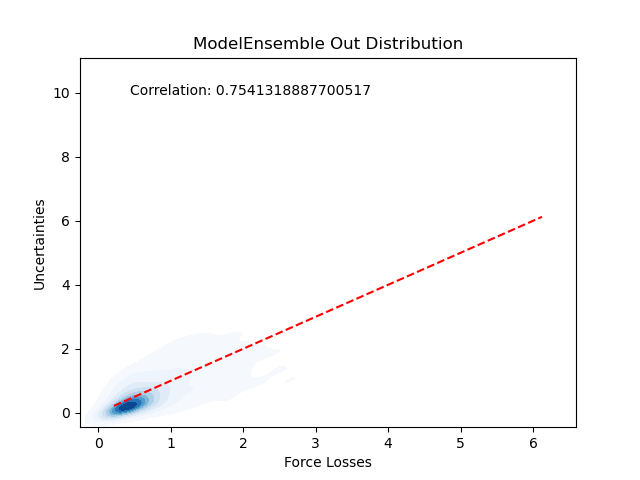 ModelEnsemble Out Distribution
Correlation: 0.7541318887700517
Uncertainties
10
8
6
4
2
0
0 1 2 3 4 5 6
Force Losses